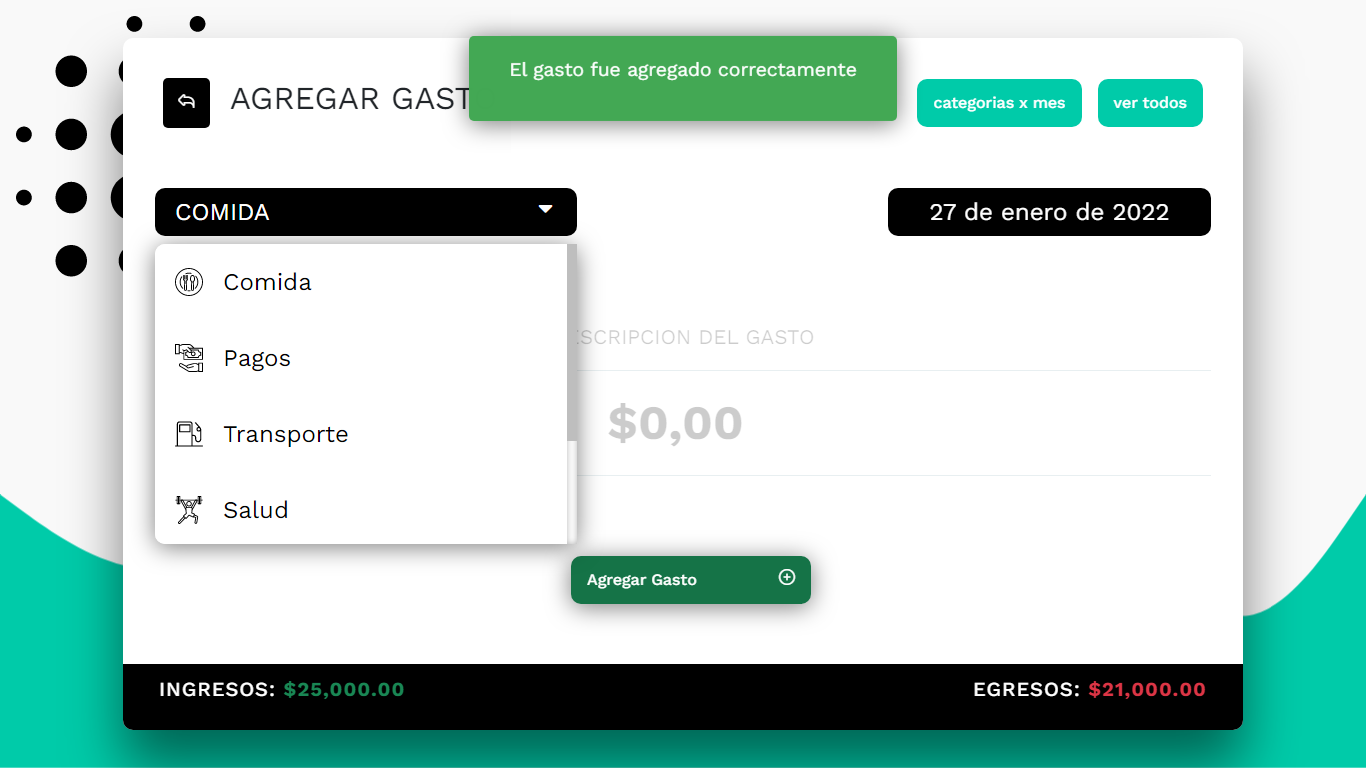 El gasto fue agregado correctamente
AGREGAR GAST
categorias x mes
ver todos
COMIDA
27 de enero de 2022
Comida
Pagos
Transporte
Salud
SCRIPCION DEL GASTO
$0,00
Agregar Gasto
INGRESOS: $25,000.00
EGRESOS: $21,000.00